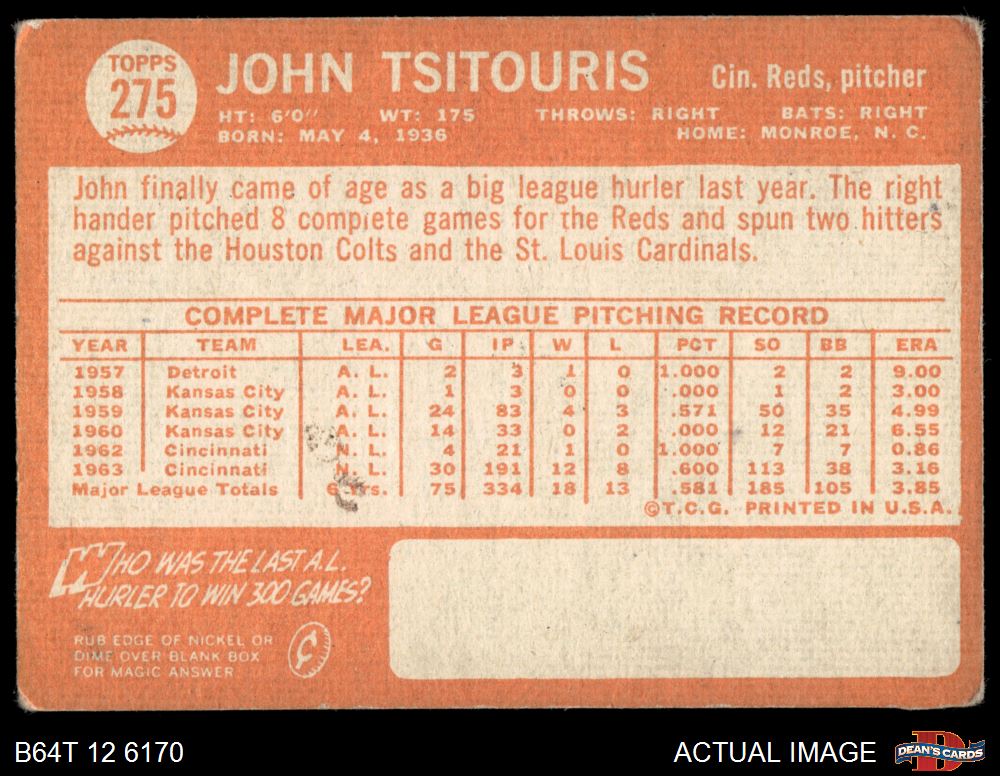 TOPPS
275
JOHN TSITOURIS
Cin. Reds, pitcher
HT: 6'0" WT: 175 THROWS: RIGHT BATS: RIGHT
BORN: MAY 4, 1936 HOME: MONROE, N. C.
John finally came of age as a big league hurler last year. The right
hander pitched 8 complete games for the Reds and spun two hitters
against the Houston Colts and the St. Louis Cardinals.
COMPLETE MAJOR LEAGUE PITCHING RECORD
YEAR TEAM LEA. G IP W L PCT SO BB ERA
1957 Detroit A. L. 2 3 1 0 1.000 2 2 9.00
1958 Kansas City A. L. 1 3 0 0 .000 1 2 3.00
1959 Kansas City A. L. 24 83 4 3 .571 50 35 4.99
1960 Kansas City A. L. 14 33 0 2 .000 12 21 6.55
1962 Cincinnati N. L. 4 21 1 0 1.000 7 7 0.86
1963 Cincinnati N. L. 30 191 12 8 .600 113 38 3.16
Major League Totals 6 Yrs. 75 334 18 13 .581 185 105 3.85
©T.C.G. PRINTED IN U.S.A.
WHO WAS THE LAST A.L.
HURLER TO WIN 300 GAMES?
RUB EDGE OF NICKEL OR
DIME OVER BLANK BOX
FOR MAGIC ANSWER
¢
B64T 12 6170
ACTUAL IMAGE
DEAN'S CARDS